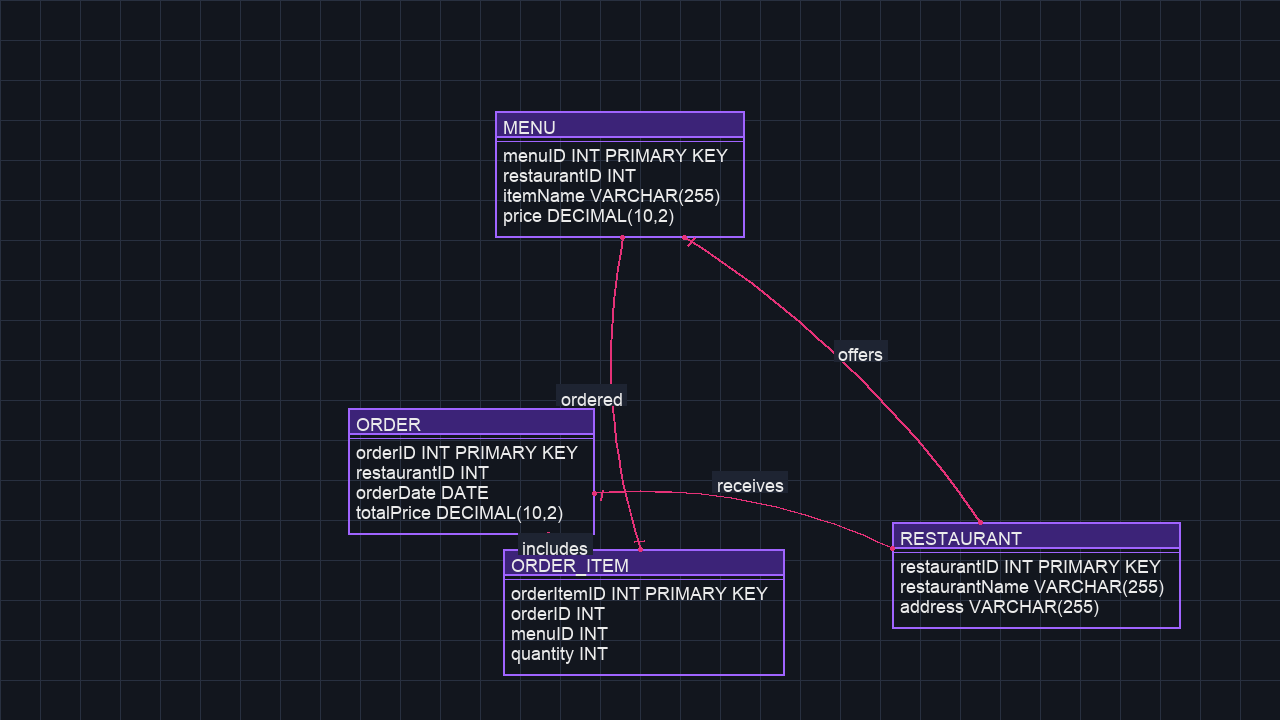 MENU
menuID INT PRIMARY KEY
restaurantID INT
itemName VARCHAR(255)
price DECIMAL(10,2)
offers
ordered
ORDER
orderID INT PRIMARY KEY
restaurantID INT
orderDate DATE
totalPrice DECIMAL(10,2)
receives
includes
ORDER_ITEM
orderItemID INT PRIMARY KEY
orderID INT
menuID INT
quantity INT
RESTAURANT
restaurantID INT PRIMARY KEY
restaurantName VARCHAR(255)
address VARCHAR(255)